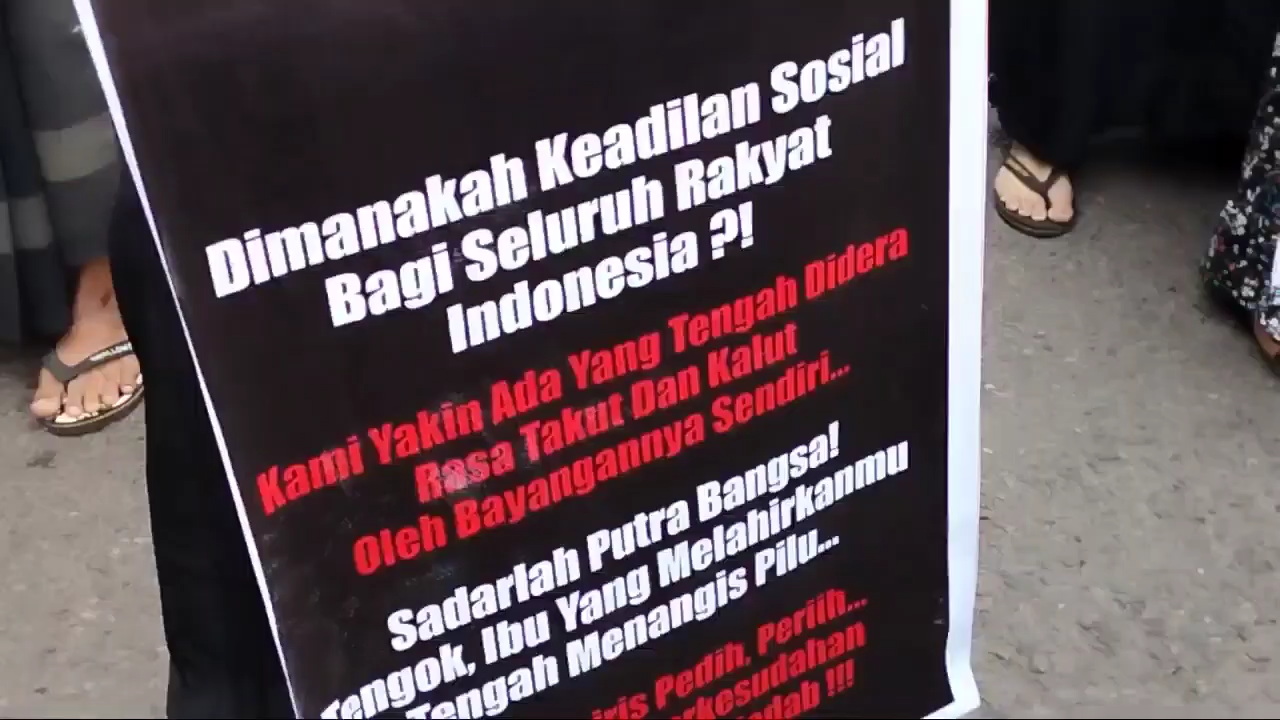 Dimanakah Keadilan Sosial
Bagi Seluruh Rakyat
Indonesia ?!
Kami Yakin Ada Yang Tengah Didera
Rasa Takut Dan Kalut
Oleh Bayangannya Sendiri...
Sadarlah Putra Bangsa!
Tengok, Ibu Yang Melahirkanmu
Tengah Menangis Pilu...
Pedih, Periih...
!!!